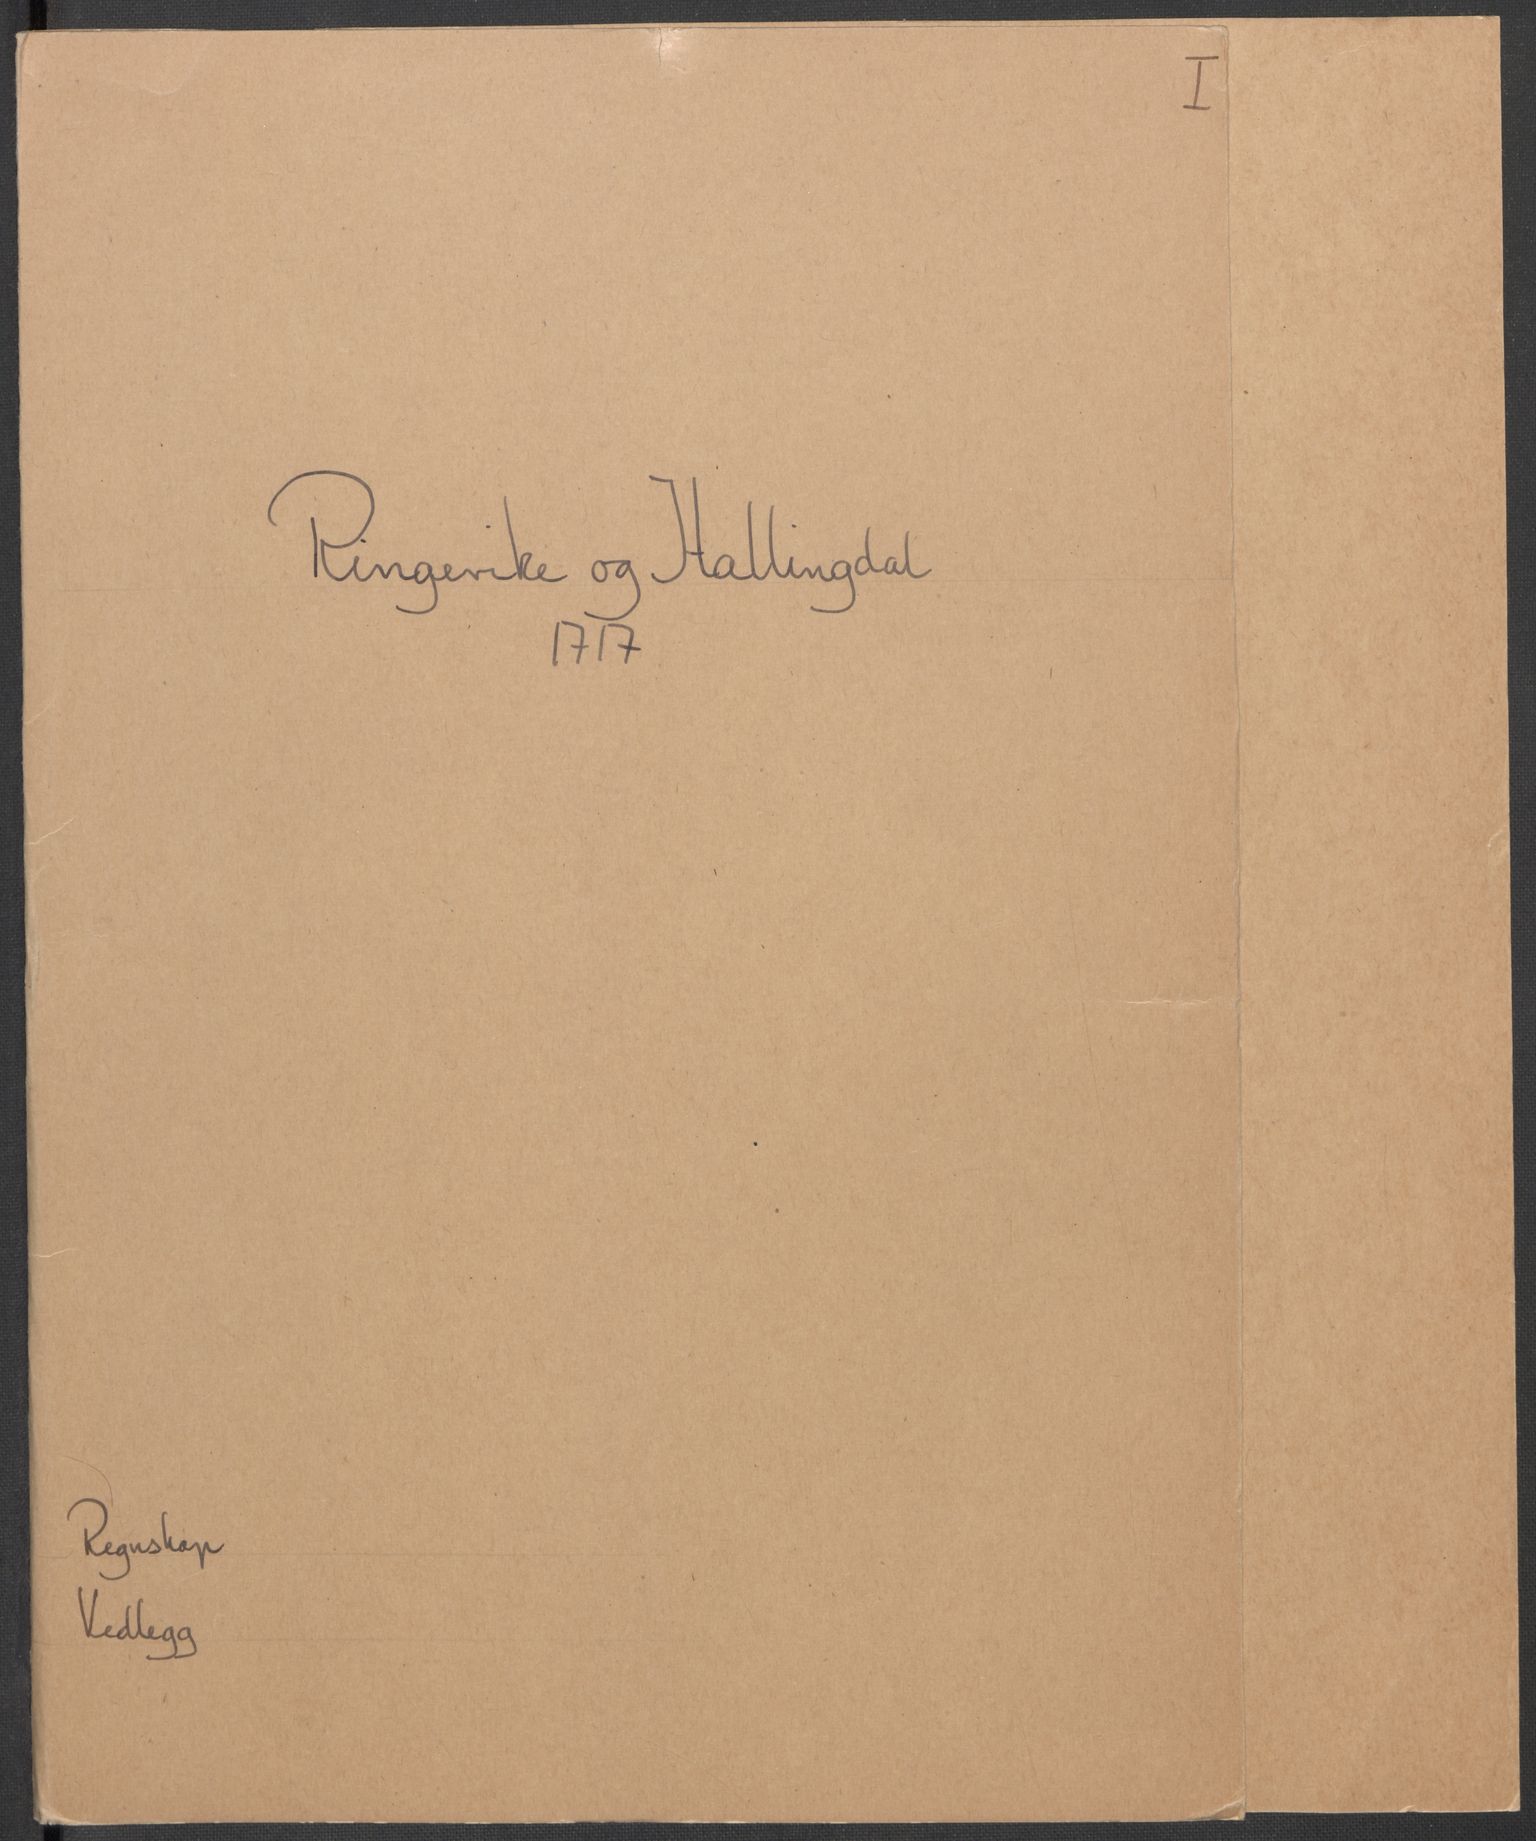 I
Ringerike og Hallingdal
1717
Regnskap
Vedlegg